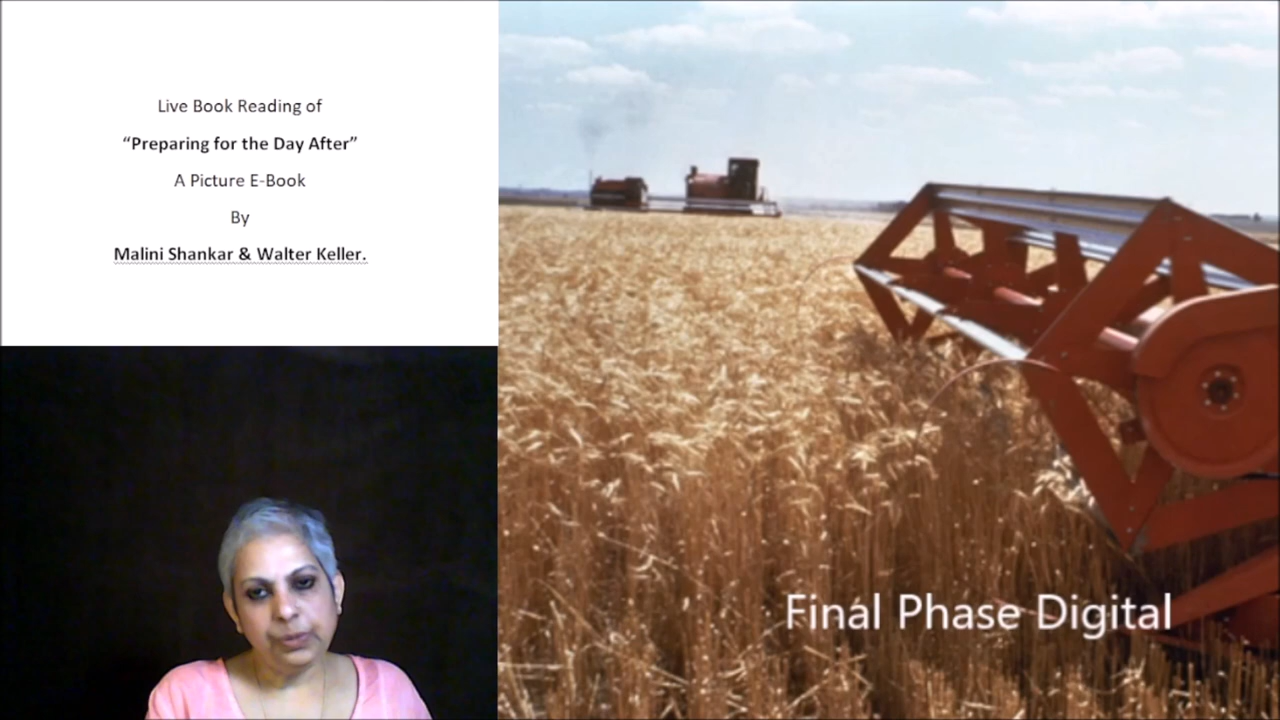 Live Book Reading of
“Preparing for the Day After”
A Picture E-Book
By
Malini Shankar & Walter Keller.
Final Phase Digital